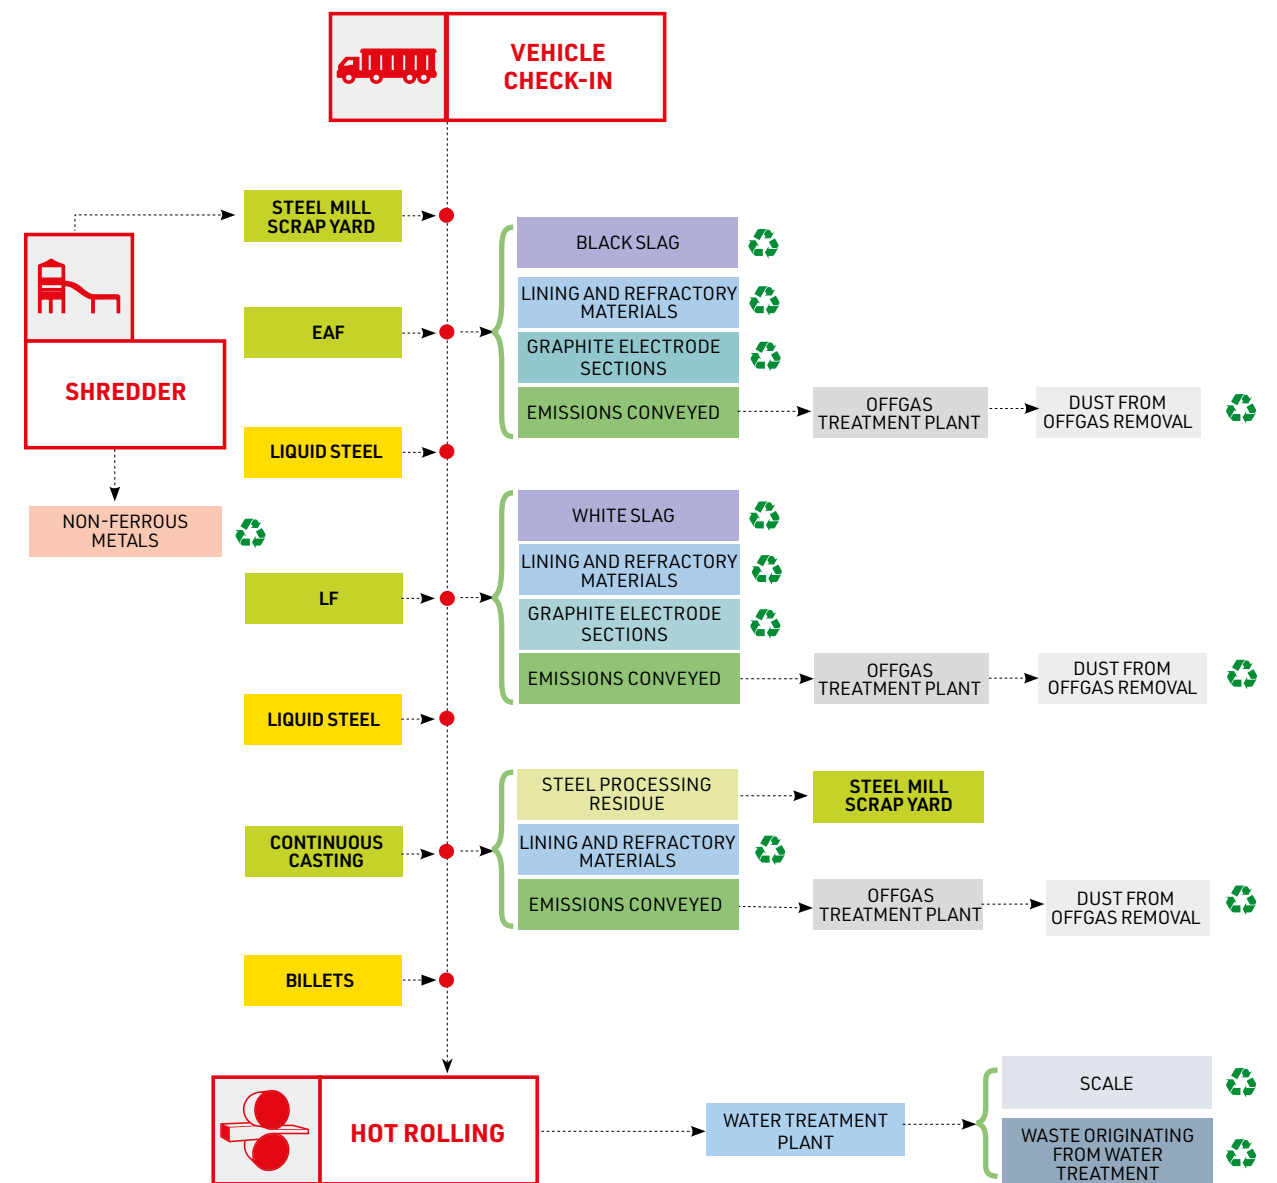 VEHICLE
CHECK-IN
STEEL MILL
SCRAP YARD
BLACK SLAG
LINING AND REFRACTORY
MATERIALS
EAF
GRAPHITE ELECTRODE
SECTIONS
SHREDDER
EMISSIONS CONVEYED
OFFGAS
TREATMENT PLANT
DUST FROM
OFFGAS REMOVAL
LIQUID STEEL
NON-FERROUS
METALS
WHITE SLAG
LINING AND REFRACTORY
MATERIALS
LF
GRAPHITE ELECTRODE
SECTIONS
EMISSIONS CONVEYED
OFFGAS
TREATMENT PLANT
DUST FROM
OFFGAS REMOVAL
LIQUID STEEL
STEEL PROCESSING
RESIDUE
STEEL MILL
SCRAP YARD
CONTINUOUS
CASTING
LINING AND REFRACTORY
MATERIALS
EMISSIONS CONVEYED
OFFGAS
TREATMENT PLANT
DUST FROM
OFFGAS REMOVAL
BILLETS
HOT ROLLING
WATER TREATMENT
PLANT
SCALE
WASTE ORIGINATING
FROM WATER
TREATMENT